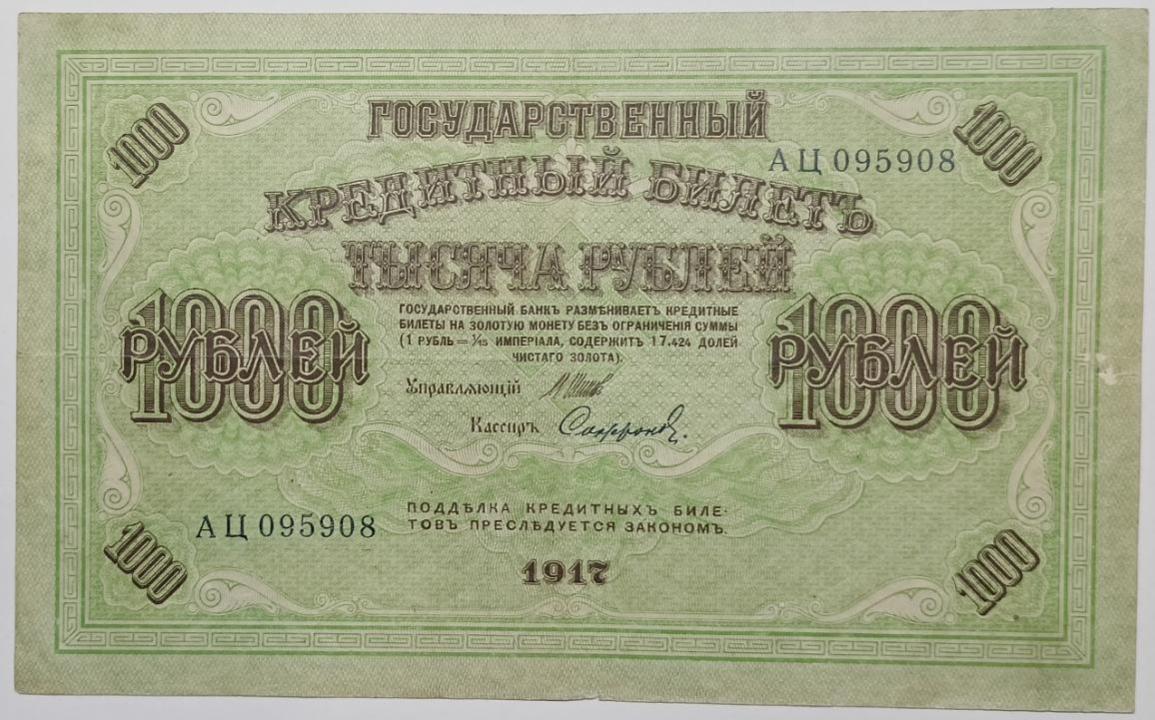 1000
1000
ГОСУДАРСТВЕННЫЙ
АЦ 095908
КРЕДИТНЫЙ БИЛЕТЪ
ТЫСЯЧА РУБЛЕЙ
1000
РУБЛЕЙ
1000
РУБЛЕЙ
ГОСУДАРСТВЕННЫЙ БАНКЪ РАЗМѢНИВАЕТЪ КРЕДИТНЫЕ
БИЛЕТЫ НА ЗОЛОТУЮ МОНЕТУ БЕЗЪ ОГРАНИЧЕНІЯ СУММЫ
(1 РУБЛЬ = 1/15 ИМПЕРІАЛА, СОДЕРЖИТЪ 17.424 ДОЛЕЙ
ЧИСТАГО ЗОЛОТА).
Управляющій
Кассиръ
АЦ 095908
ПОДДѢЛКА КРЕДИТНЫХЪ БИЛЕ-
ТОВЪ ПРЕСЛѢДУЕТСЯ ЗАКОНОМЪ.
1917
1000
1000